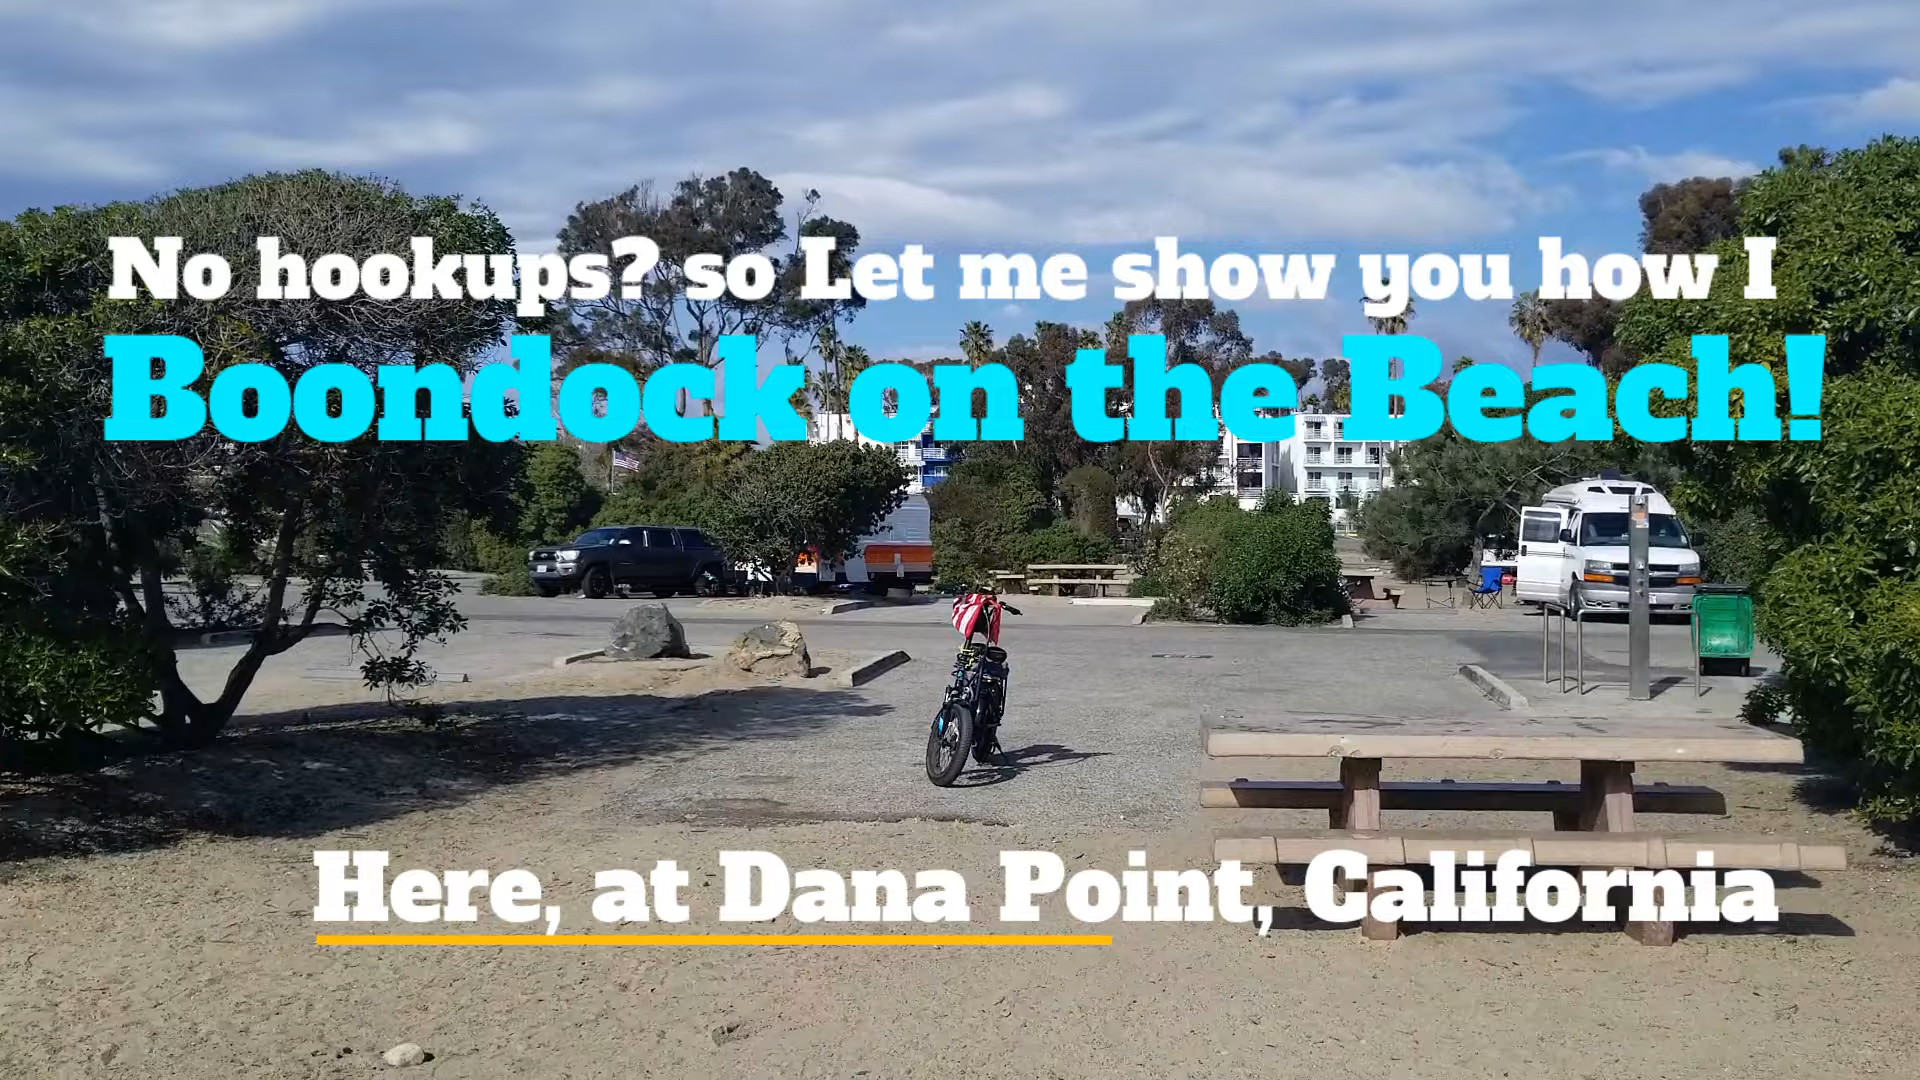 No hookups? so Let me show you how I
Boondock on the Beach!
Here, at Dana Point, California